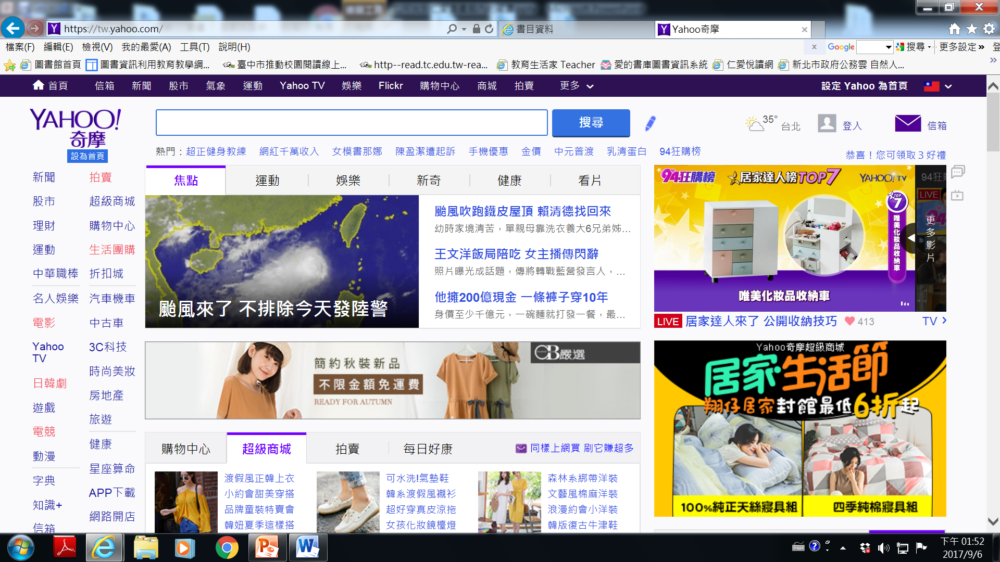 https://tw.yahoo.com/
書目資料
Yahoo奇摩
檔案(F) 編輯(E) 檢視(V) 我的最愛(A) 工具(T) 說明(H)
x Google 搜尋 更多設定 »
圖書館首頁 圖書資訊利用教育教學綱... 臺中市推動校園閱讀線上... http--read.tc.edu.tw-rea... 教育生活家 Teacher 愛的書庫圖書資訊系統 仁愛悅讀網 新北市政府公務雲 自然人... »
首頁 信箱 新聞 股市 氣象 運動 Yahoo TV 娛樂 Flickr 購物中心 商城 拍賣 更多 設定 Yahoo 為首頁
YAHOO!
奇摩
設為首頁
搜尋
35° 台北 登入 信箱
熱門：超正健身教練 網紅千萬收入 女模書那娜 陳盈潔遭起訴 手機優惠 金價 中元普渡 乳清蛋白 94狂購榜
恭喜！您可領取 3 好禮
新聞 拍賣
股市 超級商城
理財 購物中心
運動 生活團購
中華職棒 折扣城
名人娛樂 汽車機車
電影 中古車
Yahoo TV 3C科技
日韓劇 時尚美妝
遊戲 房地產
電競 旅遊
動漫 健康
字典 星座算命
知識+ APP下載
信箱 網路開店
焦點 運動 娛樂 新奇 健康 看片
颱風來了 不排除今天發陸警
颱風吹跑鐵皮屋頂 賴清德找回來
幼時家境清苦，單親母靠洗衣養大6兄弟姊...
王文洋飯局陪吃 女主播傳閃辭
照片曝光成話題，傳將轉戰藍營發言人，...
他擁200億現金 一條褲子穿10年
身價至少千億元，一碗麵就打發一餐，最...
94狂購榜 居家達人榜TOP7 YAHOO! TV
TOP 7
唯美化妝品收納車
唯美化妝品收納車
94狂
LIVE
更多影片
LIVE 居家達人來了 公開收納技巧 413 TV
簡約秋裝新品
不限金額免運費
READY FOR AUTUMN
OB嚴選
Yahoo奇摩超級商城
居家生活節
翔仔居家封館最低6折起
100%純正天絲寢具組 四季純棉寢具組
購物中心 超級商城 拍賣 每日好康 同樣上網買 刷它賺超多
渡假風正韓上衣
小約會甜美穿搭
品牌童裝特賣會
韓妞夏季這樣搭
可水洗!氣墊鞋
韓系渡假風襯衫
超好穿真皮涼拖
女孩化妝鏡檯燈
森林系綁帶洋裝
文藝風棉麻洋裝
浪漫約會小洋裝
韓版復古牛津鞋
下午 01:52
2017/9/6